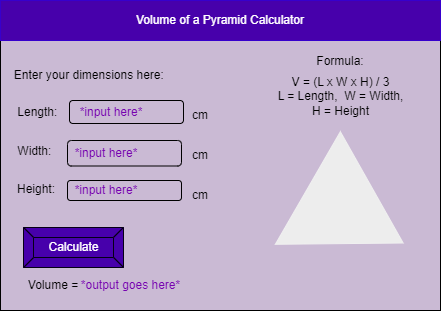 Volume of a Pyramid Calculator
Formula:
V = (L x W x H) / 3
L = Length,  W = Width,
H = Height
Enter your dimensions here:
Length: *input here* cm
Width: *input here* cm
Height: *input here* cm
Calculate
Volume = *output goes here*